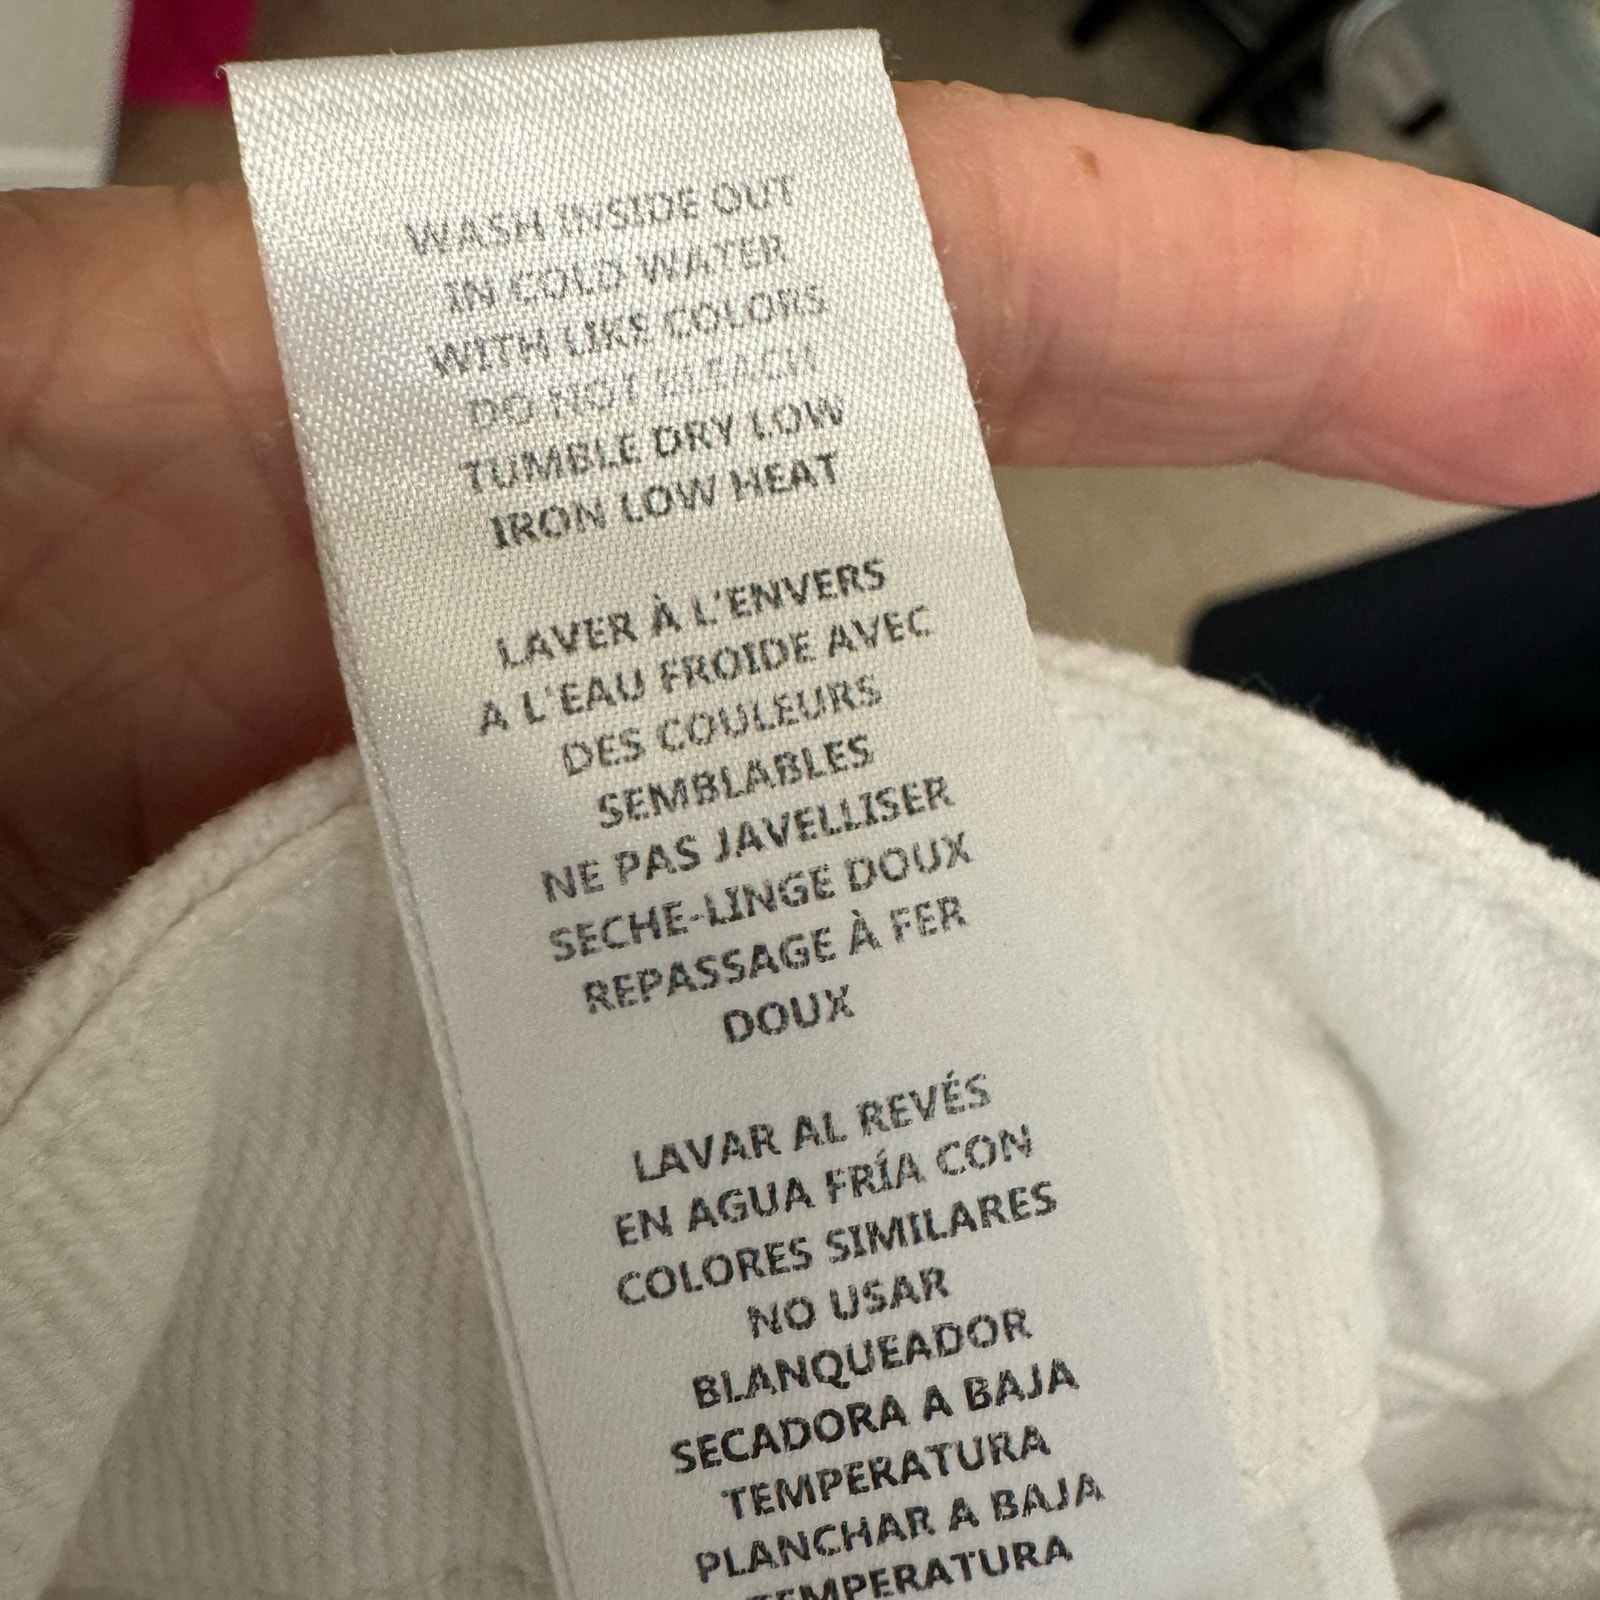 WASH INSIDE OUT
IN COLD WATER
WITH LIKE COLORS
DO NOT BLEACH
TUMBLE DRY LOW
IRON LOW HEAT
LAVER À L'ENVERS
A L'EAU FROIDE AVEC
DES COULEURS
SEMBLABLES
NE PAS JAVELLISER
SECHE-LINGE DOUX
REPASSAGE À FER
DOUX
LAVAR AL REVÉS
EN AGUA FRÍA CON
COLORES SIMILARES
NO USAR
BLANQUEADOR
SECADORA A BAJA
TEMPERATURA
PLANCHAR A BAJA
TEMPERATURA